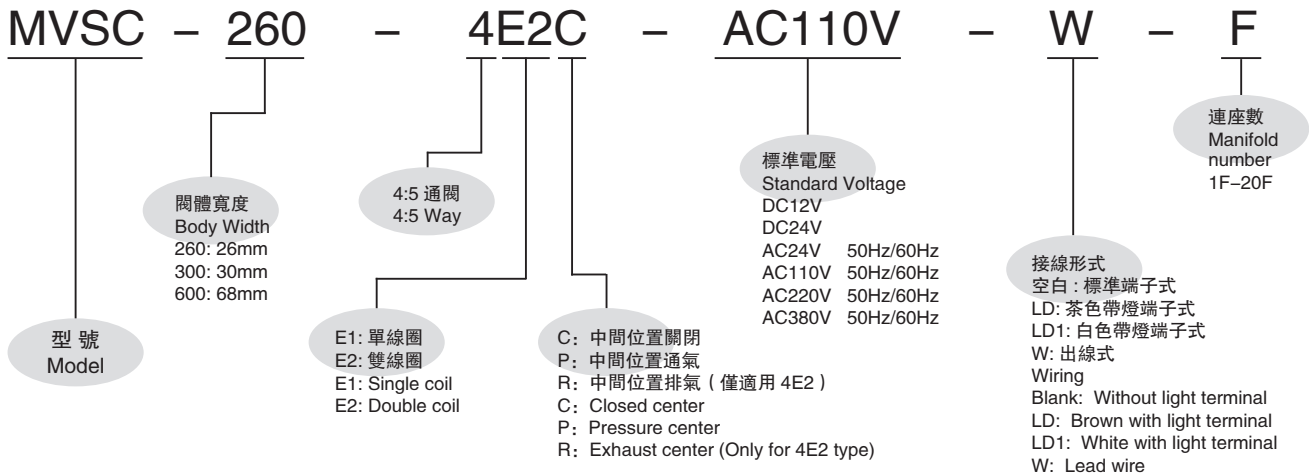 MVSC – 260 – 4E2C – AC110V – W – F
型 號
Model
閥體寬度
Body Width
260: 26mm
300: 30mm
600: 68mm
4:5 通閥
4:5 Way
E1: 單線圈
E2: 雙線圈
E1: Single coil
E2: Double coil
C：中間位置關閉
P：中間位置通氣
R：中間位置排氣（僅適用 4E2）
C：Closed center
P：Pressure center
R：Exhaust center (Only for 4E2 type)
標準電壓
Standard Voltage
DC12V
DC24V
AC24V 50Hz/60Hz
AC110V 50Hz/60Hz
AC220V 50Hz/60Hz
AC380V 50Hz/60Hz
接線形式
空白 : 標準端子式
LD: 茶色帶燈端子式
LD1: 白色帶燈端子式
W: 出線式
Wiring
Blank: Without light terminal
LD: Brown with light terminal
LD1: White with light terminal
W: Lead wire
連座數
Manifold
number
1F–20F